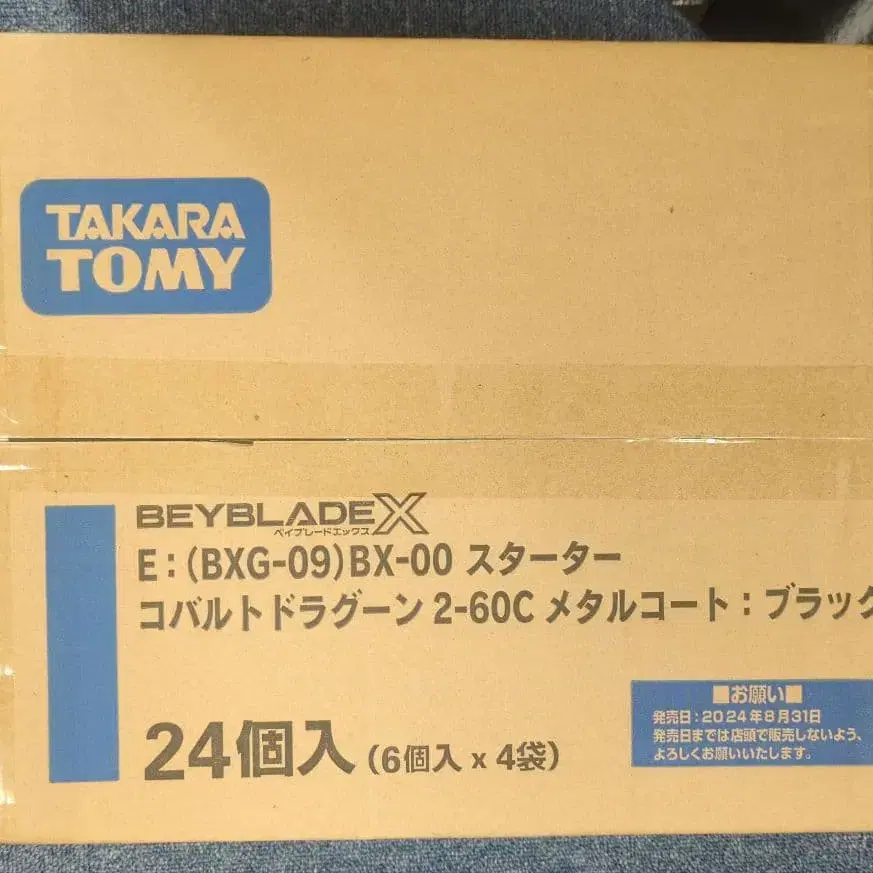 TAKARA
TOMY
BEYBLADE X
ベイブレードエックス
E:(BXG-09)BX-00 スターター
コバルトドラグーン 2-60C メタルコート:ブラック
24個入(6個入 x 4袋)
■お願い■
発売日:2024年8月31日
発売日までは店頭で販売しないよう、
よろしくお願いいたします。